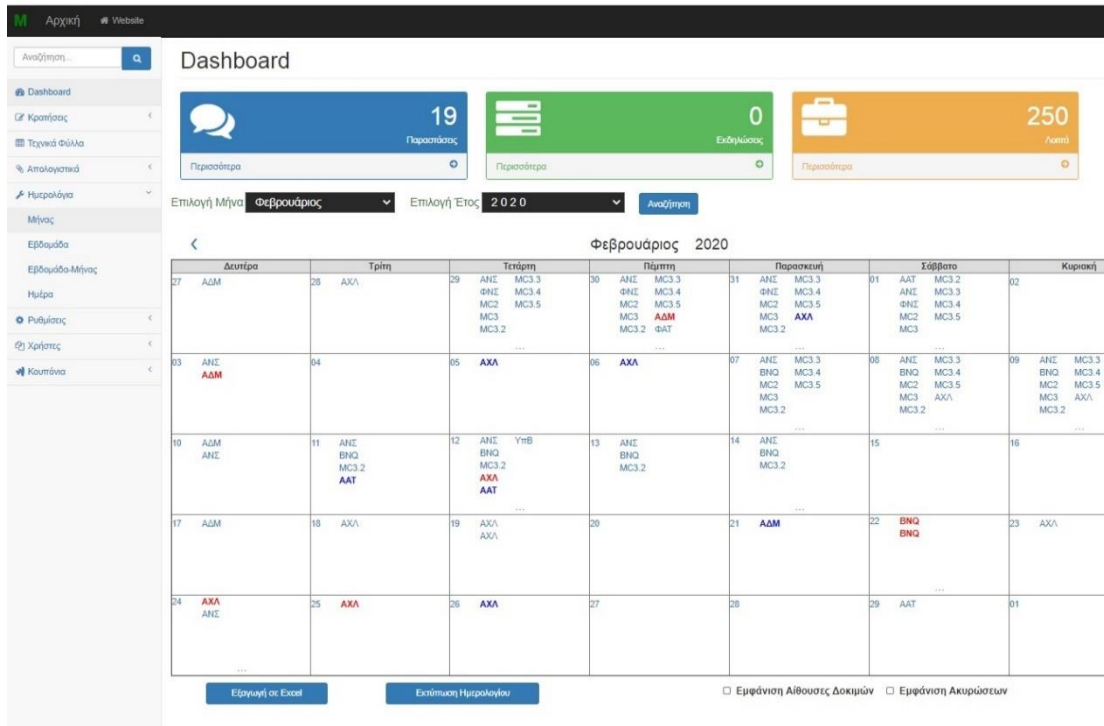 M Αρχική Website
Αναζήτηση...
Dashboard
Κρατήσεις
Τεχνικά Φύλλα
Απολογιστικά
Ημερολόγια
Μήνας
Εβδομάδα
Εβδομάδα-Μήνας
Ημέρα
Ρυθμίσεις
Χρήστες
Κουπόνια
Dashboard
19
Παραστάσεις
Περισσότερα
0
Εκδηλώσεις
Περισσότερα
250
Λοιπά
Περισσότερα
Επιλογή Μήνα Φεβρουάριος Επιλογή Έτος 2020 Αναζήτηση
Φεβρουάριος 2020
Δευτέρα Τρίτη Τετάρτη Πέμπτη Παρασκευή Σάββατο Κυριακή
27 ΑΔΜ 28 ΑΧΛ 29 ΑΝΣ MC3.3 30 ΑΝΣ MC3.3 31 ΑΝΣ MC3.3 01 ΑΑΤ MC3.2 02
ΦΝΣ MC3.4 ΦΝΣ MC3.4 ΦΝΣ MC3.4 ΑΝΣ MC3.3
MC2 MC3.5 MC2 MC3.5 MC2 MC3.5 ΦΝΣ MC3.4
MC3 MC3 ΑΔΜ MC3 ΑΧΛ MC2 MC3.5
MC3.2 MC3.2 ΦΑΤ MC3.2 MC3
... ... ... ...
03 ΑΝΣ 04 05 ΑΧΛ 06 ΑΧΛ 07 ΑΝΣ MC3.3 08 ΑΝΣ MC3.3 09 ΑΝΣ MC3.3
ΑΔΜ BNQ MC3.4 BNQ MC3.4 BNQ MC3.4
MC2 MC3.5 MC2 MC3.5 MC2 MC3.5
MC3 MC3 ΑΧΛ MC3 ΑΧΛ
MC3.2 MC3.2 MC3.2
... ... ...
10 ΑΔΜ 11 ΑΝΣ 12 ΑΝΣ ΥπΒ 13 ΑΝΣ 14 ΑΝΣ 15 16
ΑΝΣ BNQ BNQ BNQ BNQ
MC3.2 MC3.2 MC3.2 MC3.2
ΑΑΤ ΑΧΛ
ΑΑΤ
... ...
17 ΑΔΜ 18 ΑΧΛ 19 ΑΧΛ 20 21 ΑΔΜ 22 BNQ 23 ΑΧΛ
ΑΧΛ BNQ
...
24 ΑΧΛ 25 ΑΧΛ 26 ΑΧΛ 27 28 29 ΑΑΤ 01
ΑΝΣ
...
Εξαγωγή σε Excel Εκτύπωση Ημερολογίου Εμφάνιση Αίθουσες Δοκιμών Εμφάνιση Ακυρώσεων